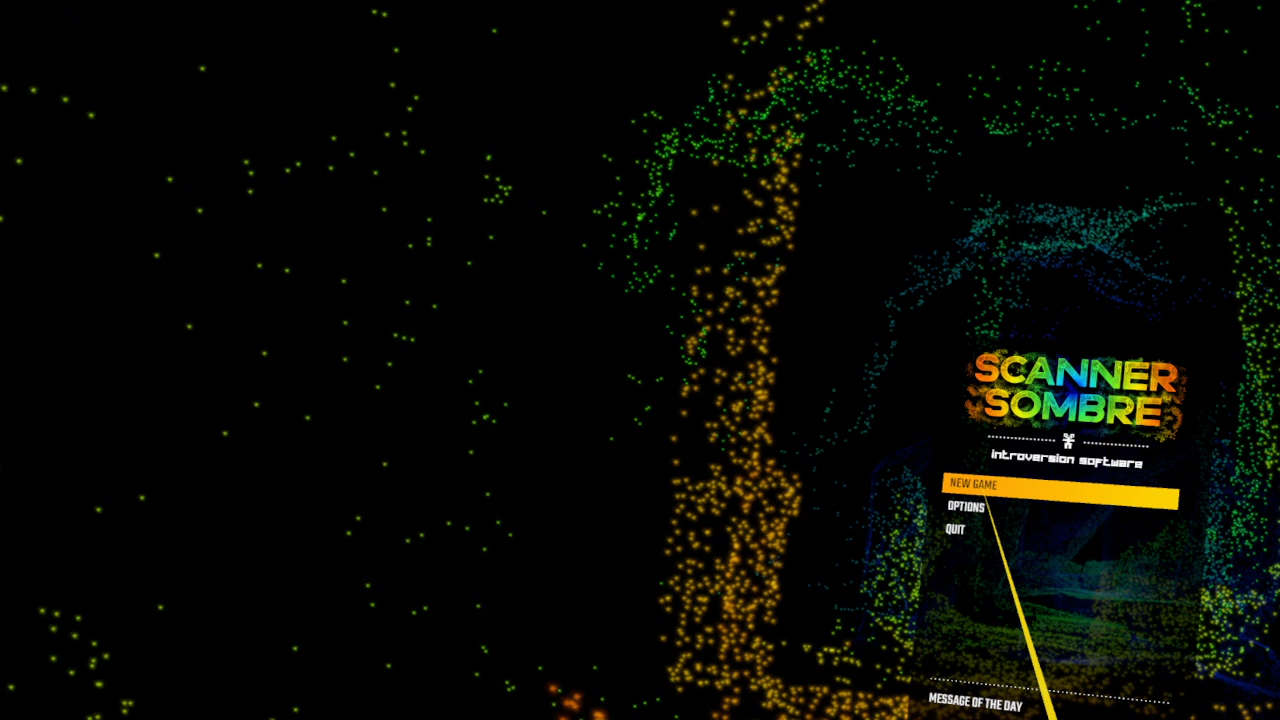 SCANNER
SOMBRE
introversion software
NEW GAME
OPTIONS
QUIT
MESSAGE OF THE DAY